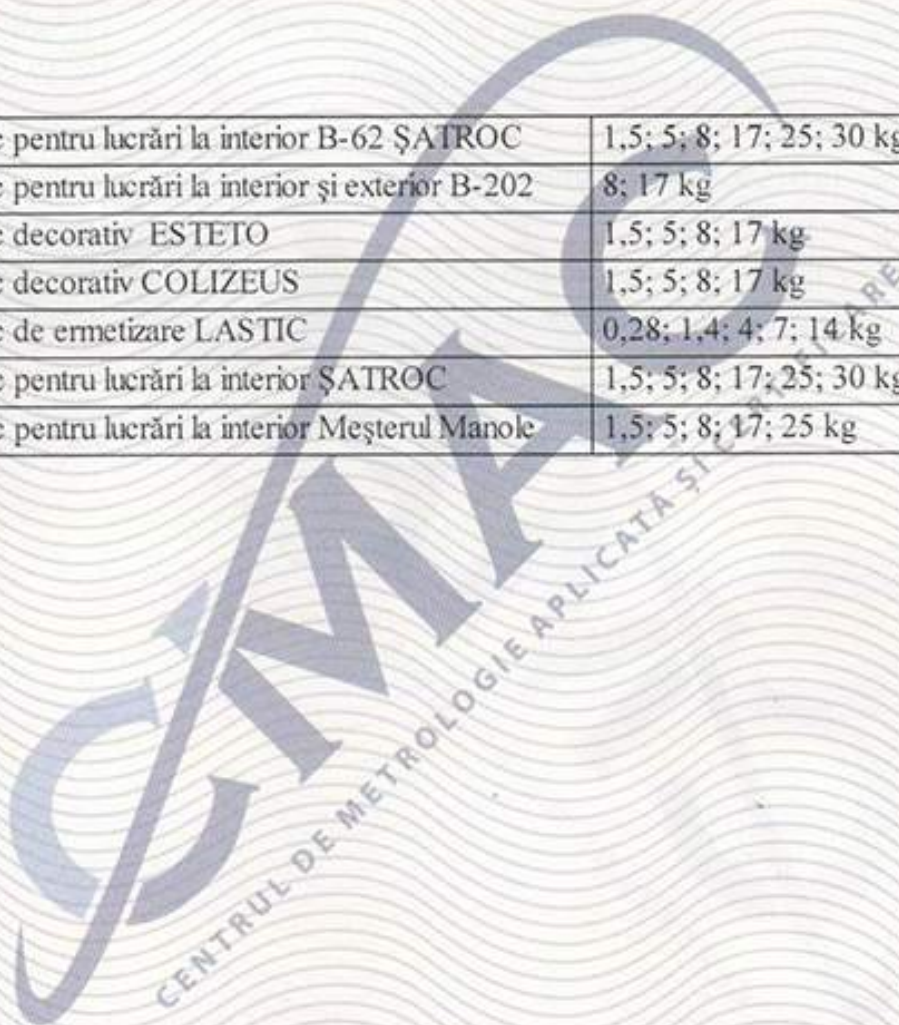 pentru lucrări la interior B-62 ŞATROC 1,5; 5; 8; 17; 25; 30 kg
pentru lucrări la interior şi exterior B-202 8; 17 kg
decorativ ESTETO 1,5; 5; 8; 17 kg
decorativ COLIZEUS 1,5; 5; 8; 17 kg
de ermetizare LASTIC 0,28; 1,4; 4; 7; 14 kg
pentru lucrări la interior ŞATROC 1,5; 5; 8; 17; 25; 30 kg
pentru lucrări la interior Meşterul Manole 1,5; 5; 8; 17; 25 kg
CMAC
CENTRUL DE METROLOGIE APLICATĂ ŞI CERTIFICARE